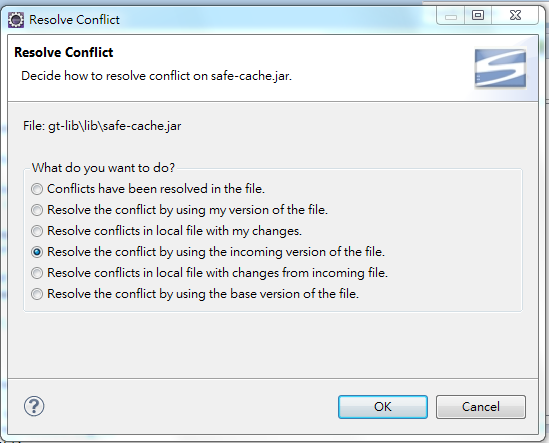 Resolve Conflict
Resolve Conflict
Decide how to resolve conflict on safe-cache.jar.
File: gt-lib\lib\safe-cache.jar
What do you want to do?
Conflicts have been resolved in the file.
Resolve the conflict by using my version of the file.
Resolve conflicts in local file with my changes.
Resolve the conflict by using the incoming version of the file.
Resolve conflicts in local file with changes from incoming file.
Resolve the conflict by using the base version of the file.
?
OK
Cancel